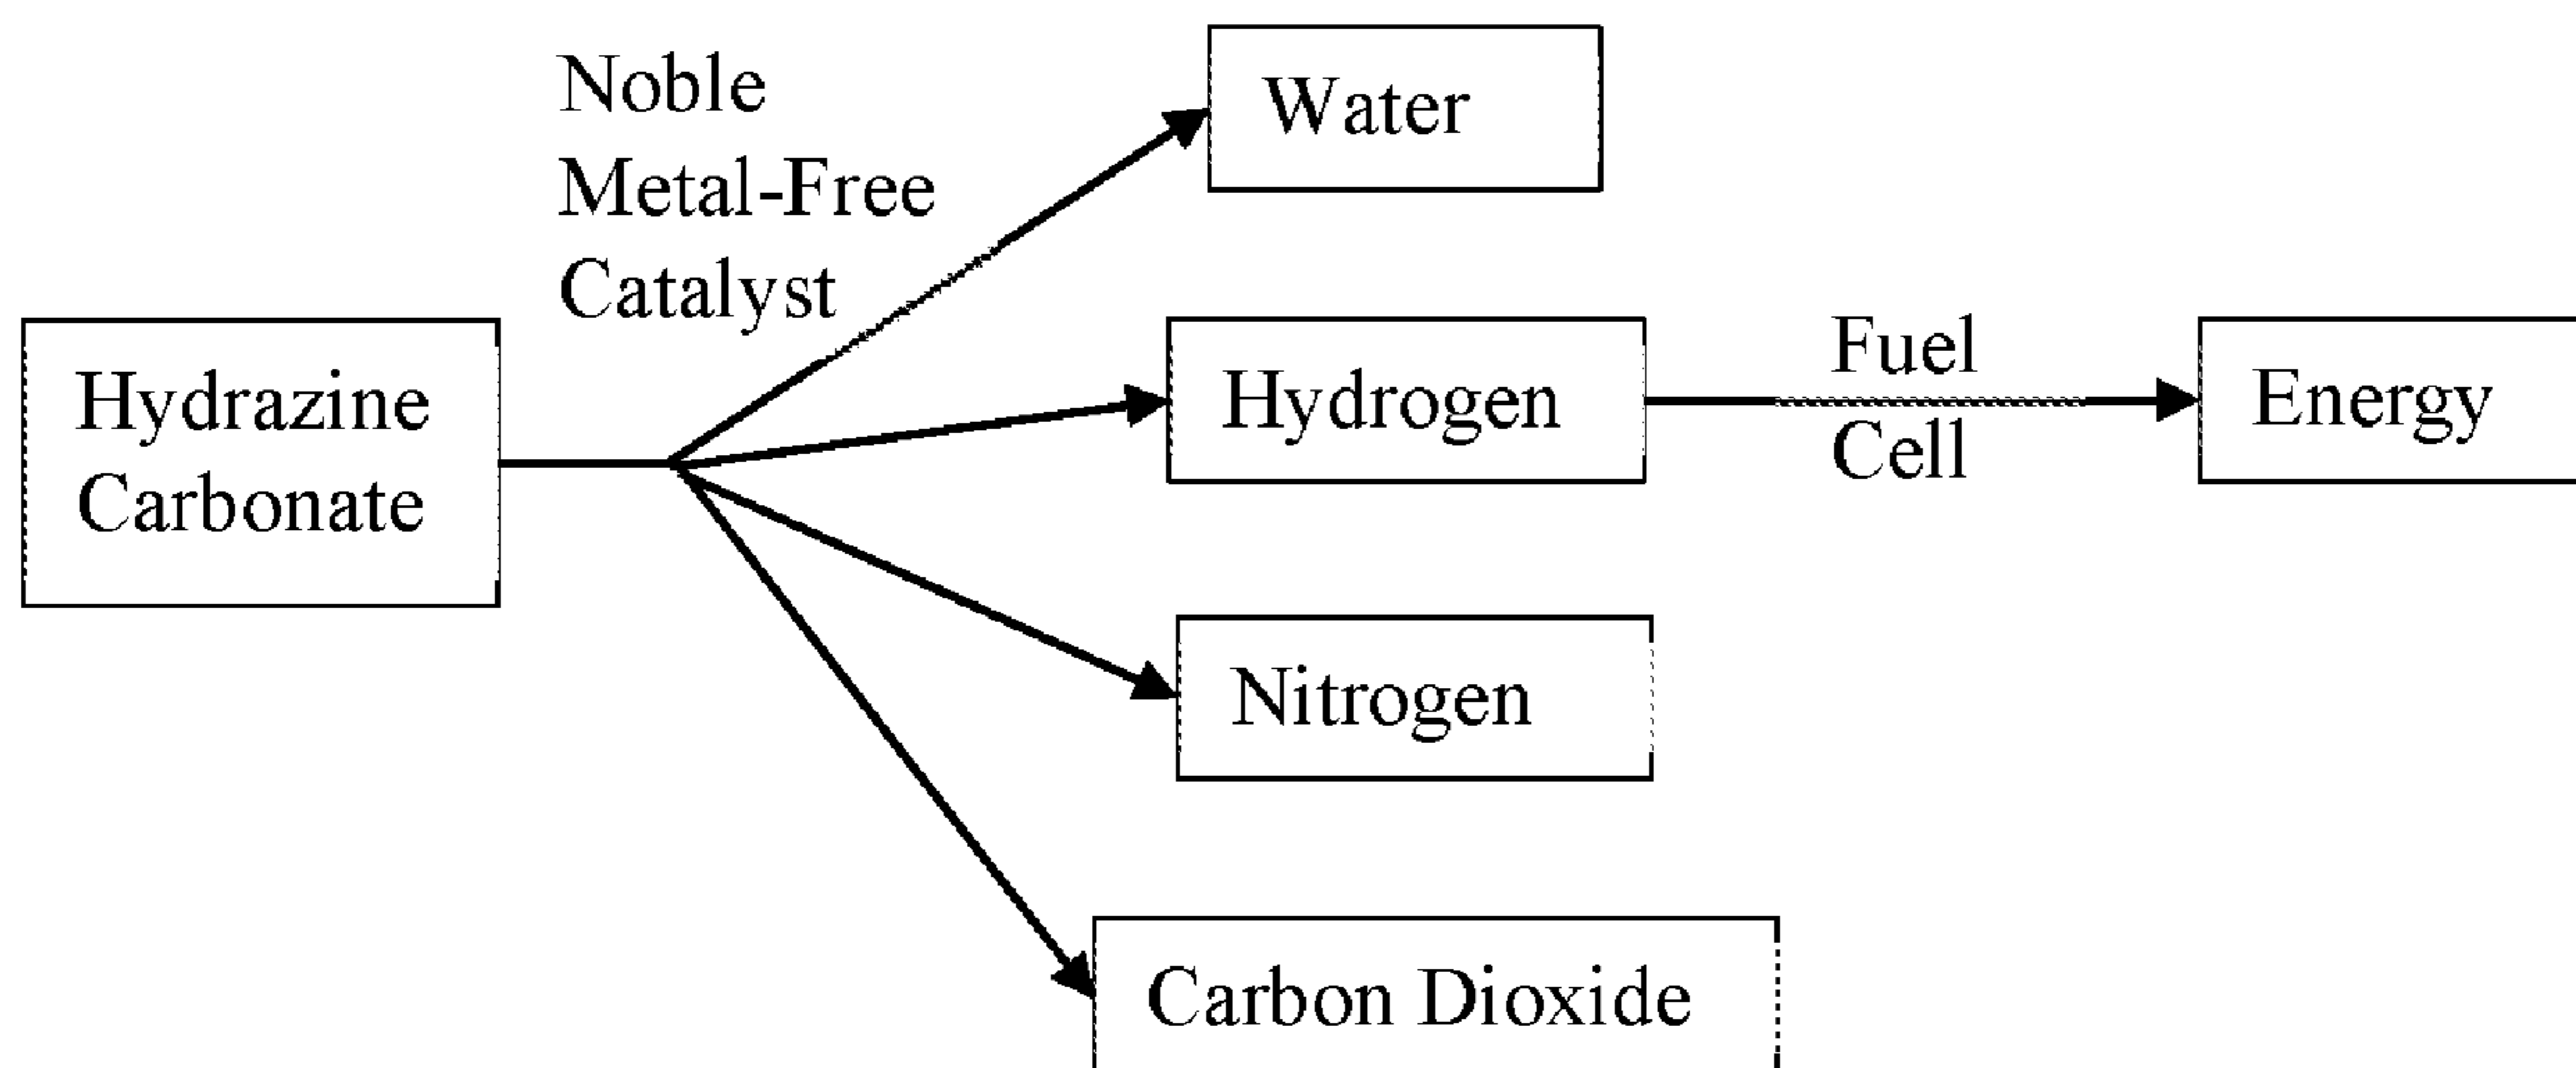 Noble
Metal-Free
Catalyst
Water
Hydrazine
Carbonate
Hydrogen
Fuel
Cell
Energy
Nitrogen
Carbon Dioxide